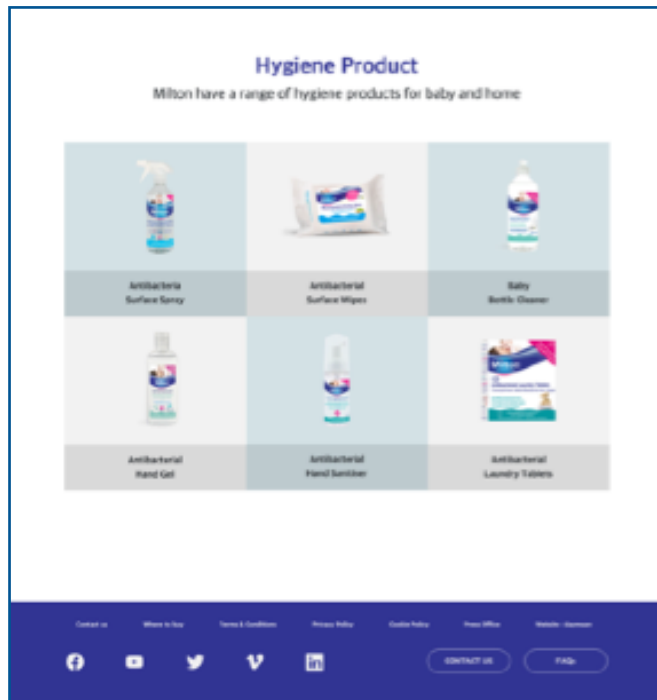 Hygiene Product
Milton have a range of hygiene products for baby and home
Antibacteria
Surface Spray
Antibacterial
Surface Wipes
Baby
Bottle Cleaner
Antibacterial
Hand Gel
Antibacterial
Hand Sanitiner
Antibacterial
Laundry Tablets
Contact us
Where to buy
Terms & Conditions
Privacy Policy
Cookie Policy
Press Office
Website
CONTACT US
FAQs